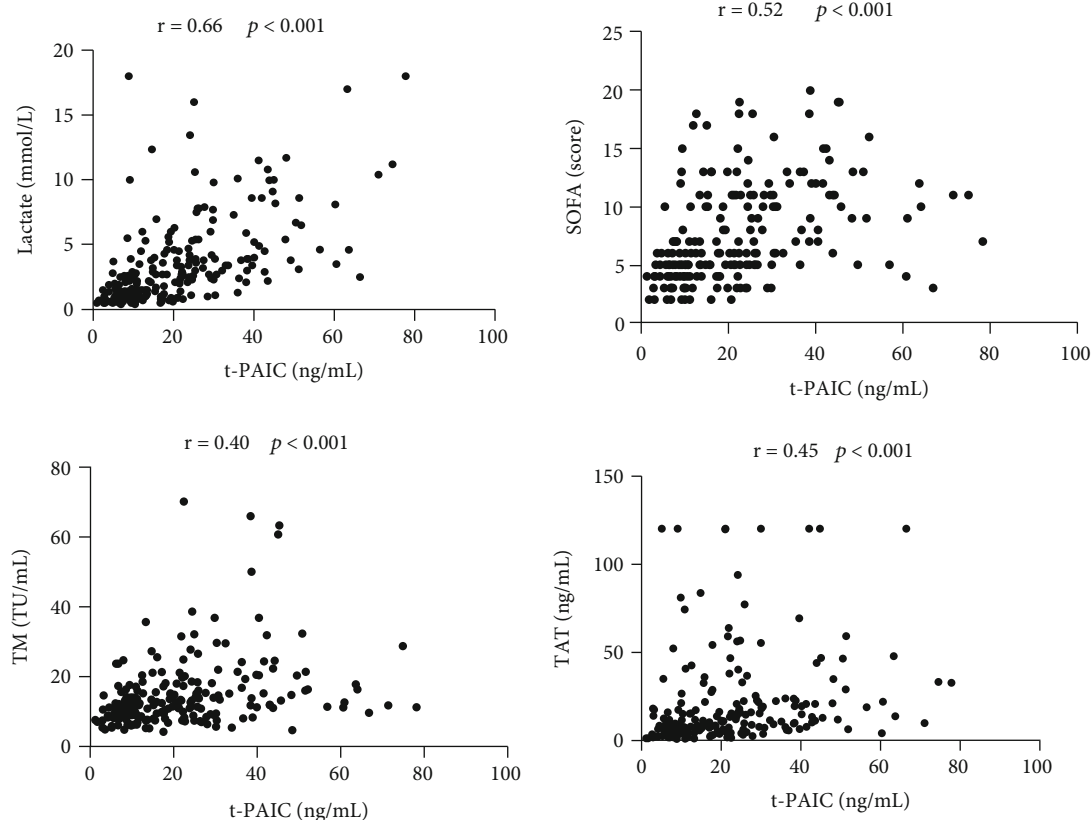 r = 0.66 p < 0.001
Lactate (mmol/L)
20
15
10
5
0
0 20 40 60 80 100
t-PAIC (ng/mL)
r = 0.52 p < 0.001
SOFA (score)
25
20
15
10
5
0
0 20 40 60 80 100
t-PAIC (ng/mL)
r = 0.40 p < 0.001
TM (TU/mL)
80
60
40
20
0
0 20 40 60 80 100
t-PAIC (ng/mL)
r = 0.45 p < 0.001
TAT (ng/mL)
150
100
50
0
0 20 40 60 80 100
t-PAIC (ng/mL)